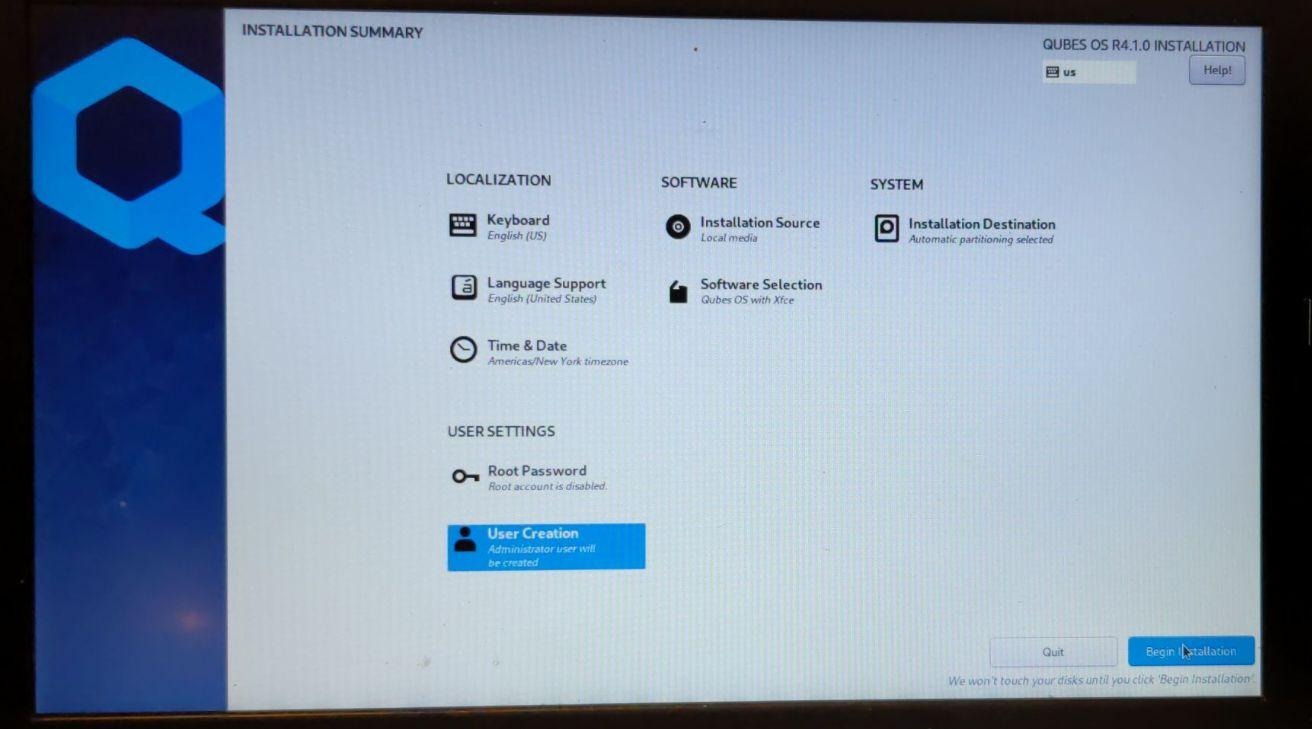 INSTALLATION SUMMARY
QUBES OS R4.1.0 INSTALLATION
us
Help!
LOCALIZATION
Keyboard
English (US)
Language Support
English (United States)
Time & Date
Americas/New York timezone
SOFTWARE
Installation Source
Local media
Software Selection
Qubes OS with Xfce
SYSTEM
Installation Destination
Automatic partitioning selected
USER SETTINGS
Root Password
Root account is disabled.
User Creation
Administrator user will
be created
Quit
Begin Installation
We won't touch your disks until you click 'Begin Installation'.